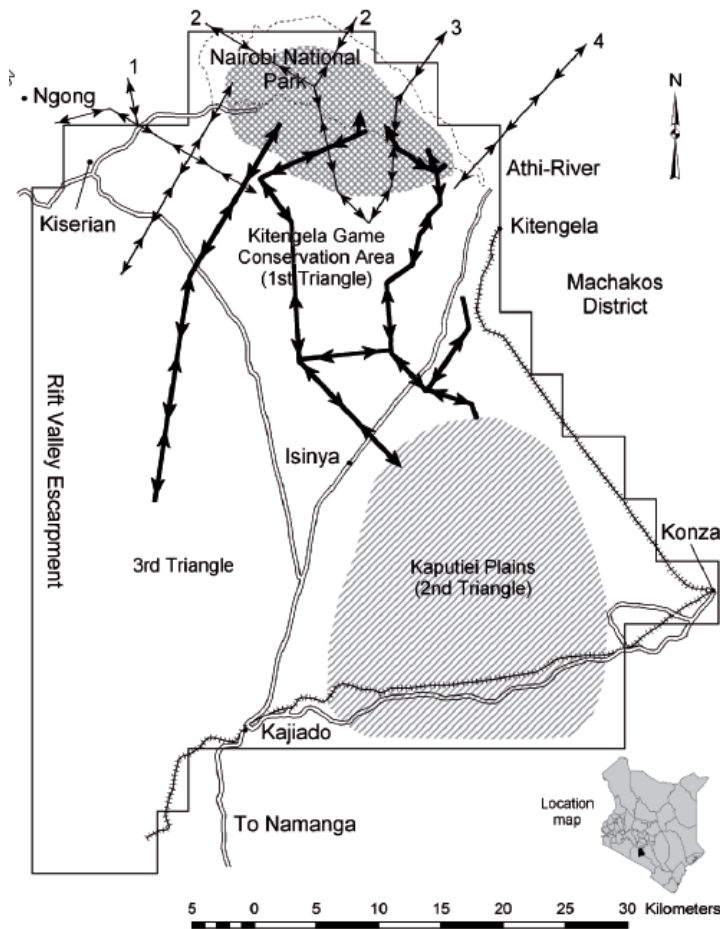 2
2
3
4
1
Nairobi National
Park
N
Ngong
Athi-River
Kiserian
Kitengela
Kitengela Game
Conservation Area
(1st Triangle)
Machakos
District
Rift Valley Escarpment
Isinya
Konza
3rd Triangle
Kaputiei Plains
(2nd Triangle)
Kajiado
Location
map
To Namanga
5 0 5 10 15 20 25 30 Kilometers